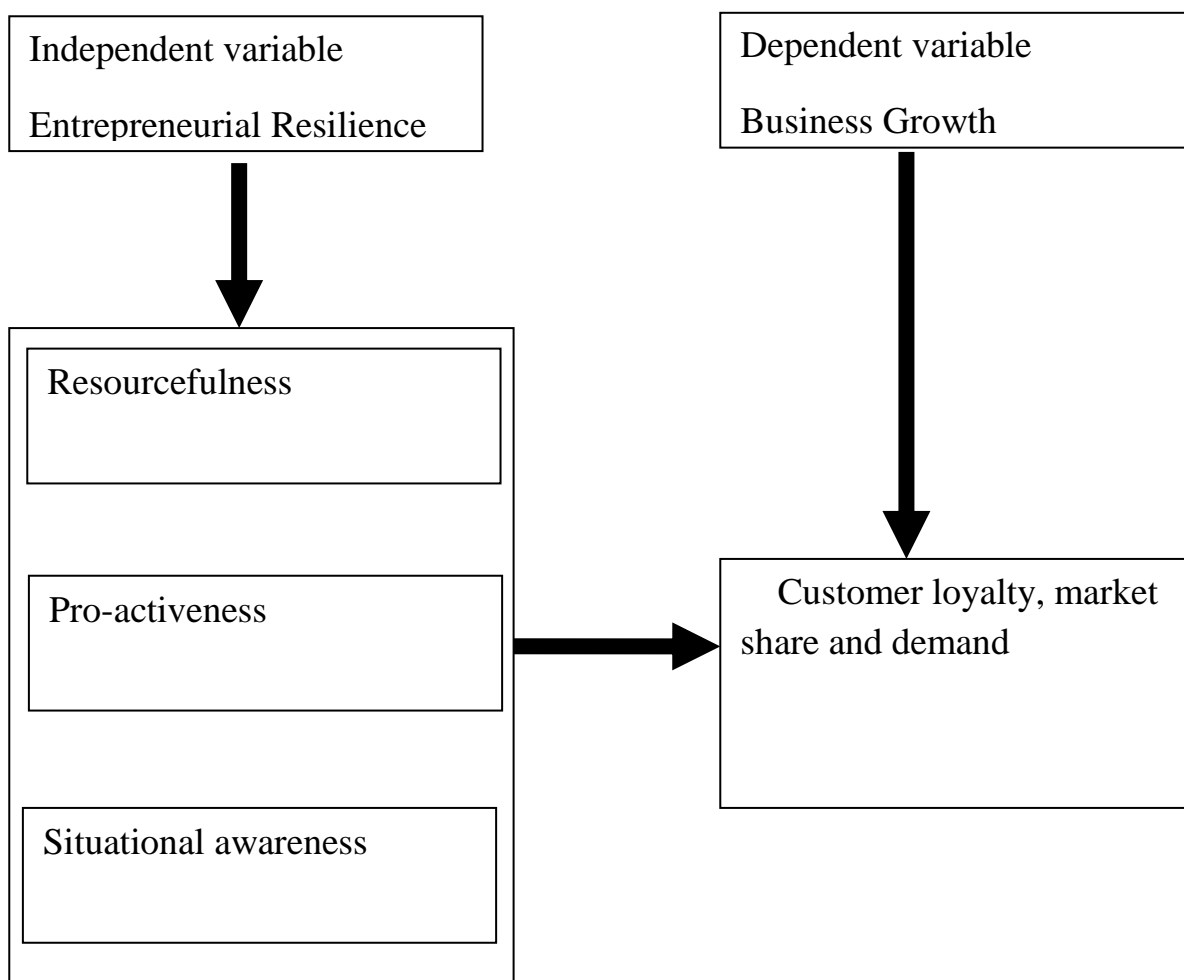 Independent variable
Entrepreneurial Resilience
Dependent variable
Business Growth
Resourcefulness
Pro-activeness
Situational awareness
Customer loyalty, market
share and demand